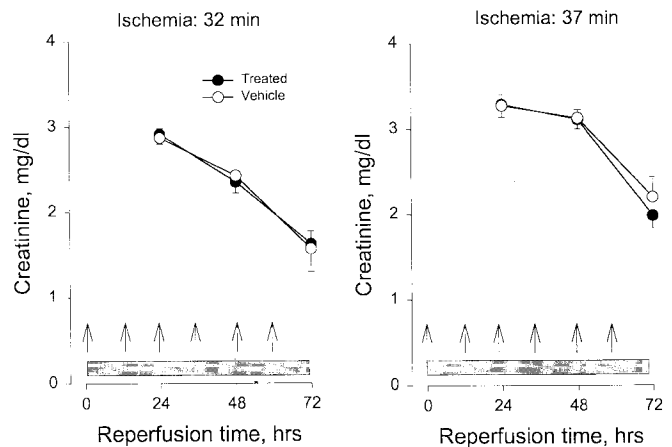 Ischemia: 32 min
Ischemia: 37 min
Treated
Vehicle
Creatinine, mg/dl
4
3
2
1
0
0 24 48 72
Reperfusion time, hrs
Creatinine, mg/dl
4
3
2
1
0
0 24 48 72
Reperfusion time, hrs